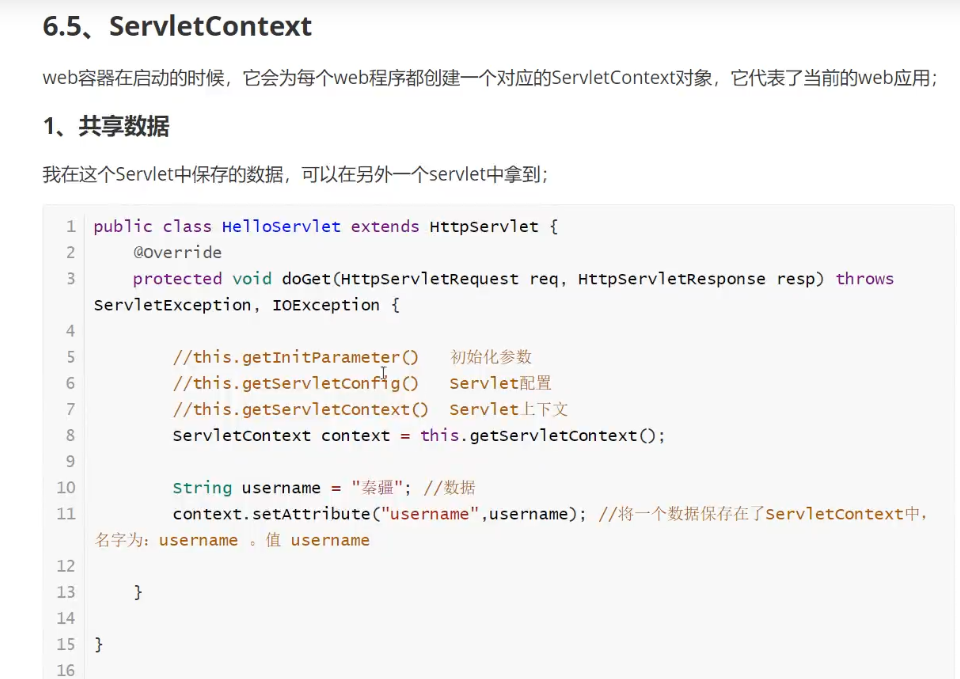 6.5、ServletContext
web容器在启动的时候，它会为每个web程序都创建一个对应的ServletContext对象，它代表了当前的web应用；
1、共享数据
我在这个Servlet中保存的数据，可以在另外一个servlet中拿到；
1 public class HelloServlet extends HttpServlet {
2     @Override
3     protected void doGet(HttpServletRequest req, HttpServletResponse resp) throws
ServletException, IOException {
4
5         //this.getInitParameter()   初始化参数
6         //this.getServletConfig()   Servlet配置
7         //this.getServletContext()  Servlet上下文
8         ServletContext context = this.getServletContext();
9
10         String username = "秦疆"; //数据
11         context.setAttribute("username",username); //将一个数据保存在了ServletContext中，
名字为：username 。值 username
12
13     }
14
15 }
16